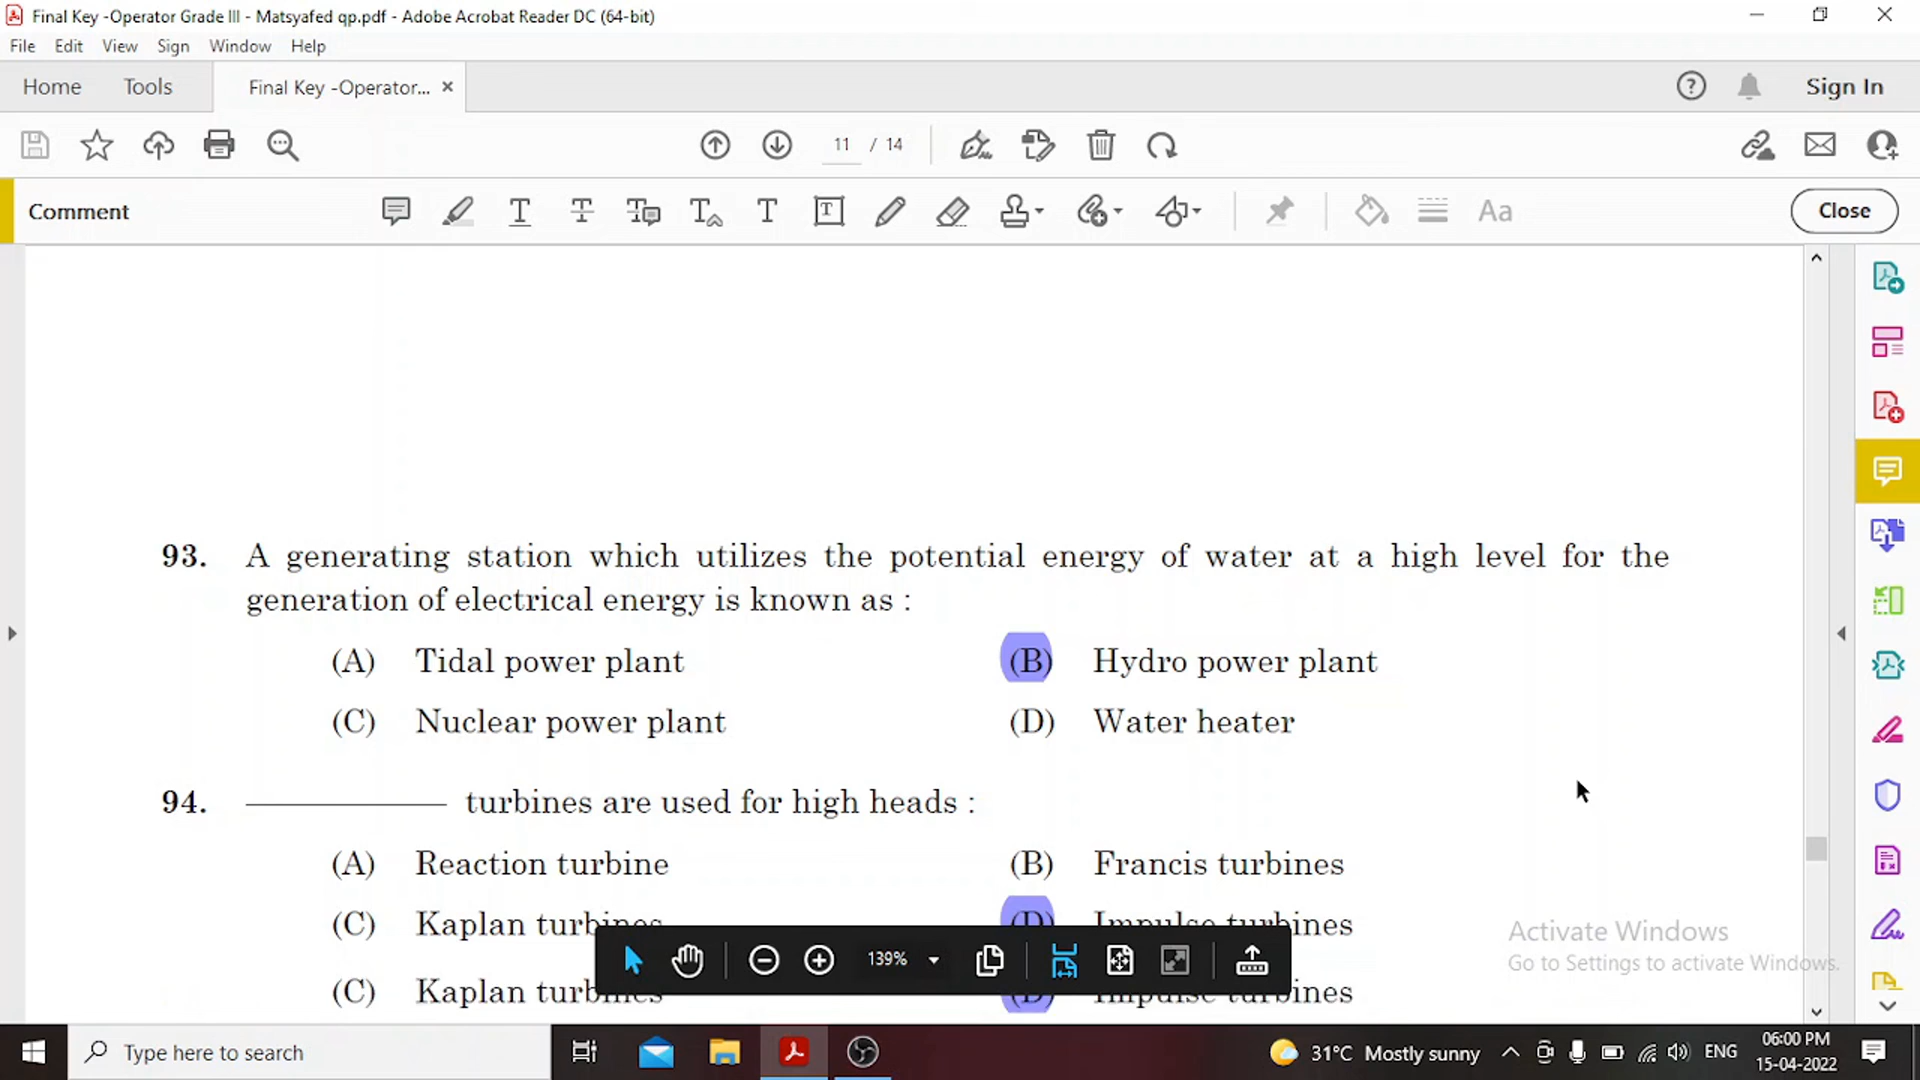 Final Key -Operator Grade III - Matsyafed qp.pdf - Adobe Acrobat Reader DC (64-bit)
File Edit View Sign Window Help
Home Tools Final Key -Operator... × Sign In
11 / 14
Comment Aa Close
93. A generating station which utilizes the potential energy of water at a high level for the
generation of electrical energy is known as :
(A) Tidal power plant (B) Hydro power plant
(C) Nuclear power plant (D) Water heater
94. turbines are used for high heads :
(A) Reaction turbine (B) Francis turbines
(C) Kaplan turbines (D) Impulse turbines
139%
(C) Kaplan turbines (D) Impulse turbines
Activate Windows
Go to Settings to activate Windows.
Type here to search 31°C Mostly sunny ENG 06:00 PM
15-04-2022